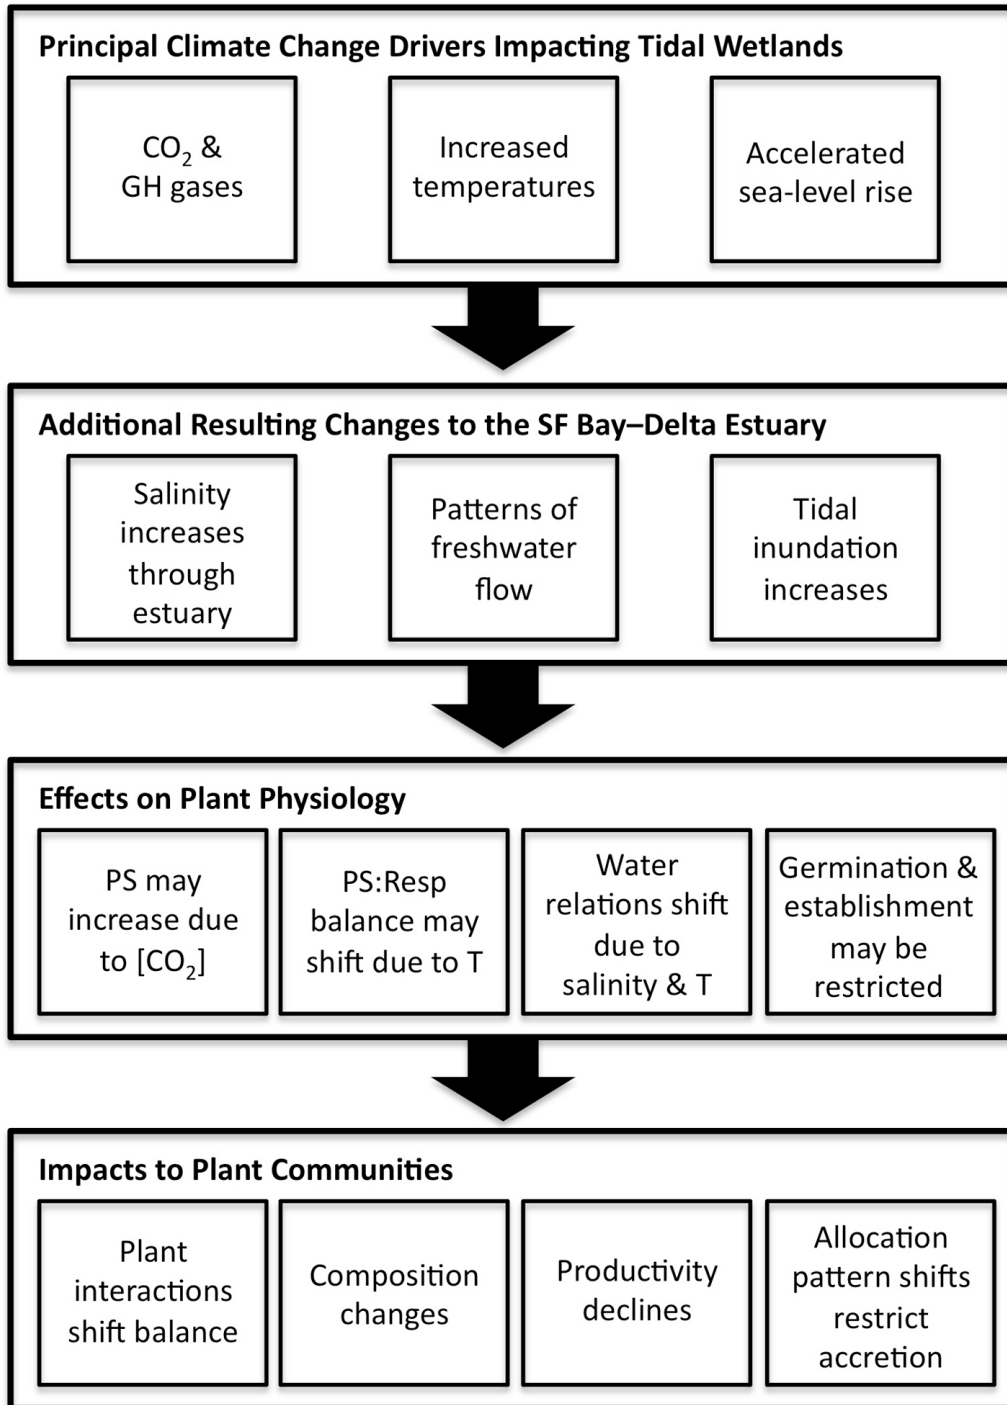 Principal Climate Change Drivers Impacting Tidal Wetlands
CO₂ &
GH gases
Increased
temperatures
Accelerated
sea-level rise
Additional Resulting Changes to the SF Bay–Delta Estuary
Salinity
increases
through
estuary
Patterns of
freshwater
flow
Tidal
inundation
increases
Effects on Plant Physiology
PS may
increase due
to [CO₂]
PS:Resp
balance may
shift due to T
Water
relations shift
due to
salinity & T
Germination &
establishment
may be
restricted
Impacts to Plant Communities
Plant
interactions
shift balance
Composition
changes
Productivity
declines
Allocation
pattern shifts
restrict
accretion